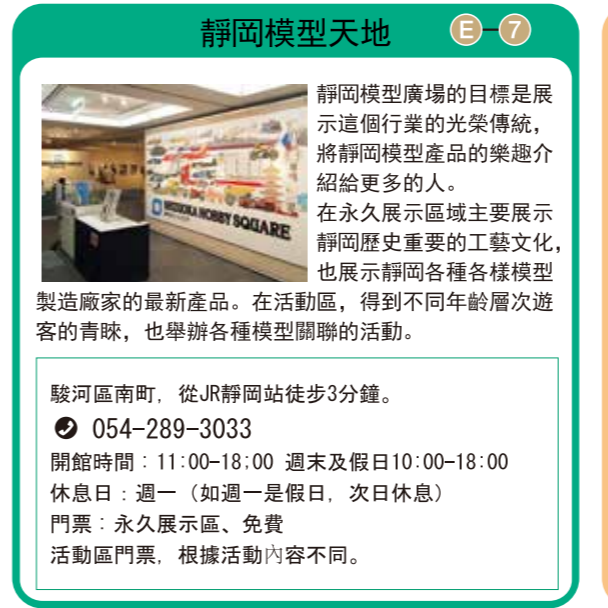 靜岡模型天地 E-7
SHIZUOKA HOBBY SQUARE
靜岡模型廣場的目標是展
示這個行業的光榮傳統，
將靜岡模型產品的樂趣介
紹給更多的人。
在永久展示區域主要展示
靜岡歷史重要的工藝文化，
也展示靜岡各種各樣模型
製造廠家的最新產品。在活動區，得到不同年齡層次遊
客的青睞，也舉辦各種模型關聯的活動。
駿河區南町，從JR靜岡站徒步3分鐘。
054-289-3033
開館時間：11:00-18;00 週末及假日10:00-18:00
休息日：週一（如週一是假日，次日休息）
門票：永久展示區、免費
活動區門票，根據活動內容不同。